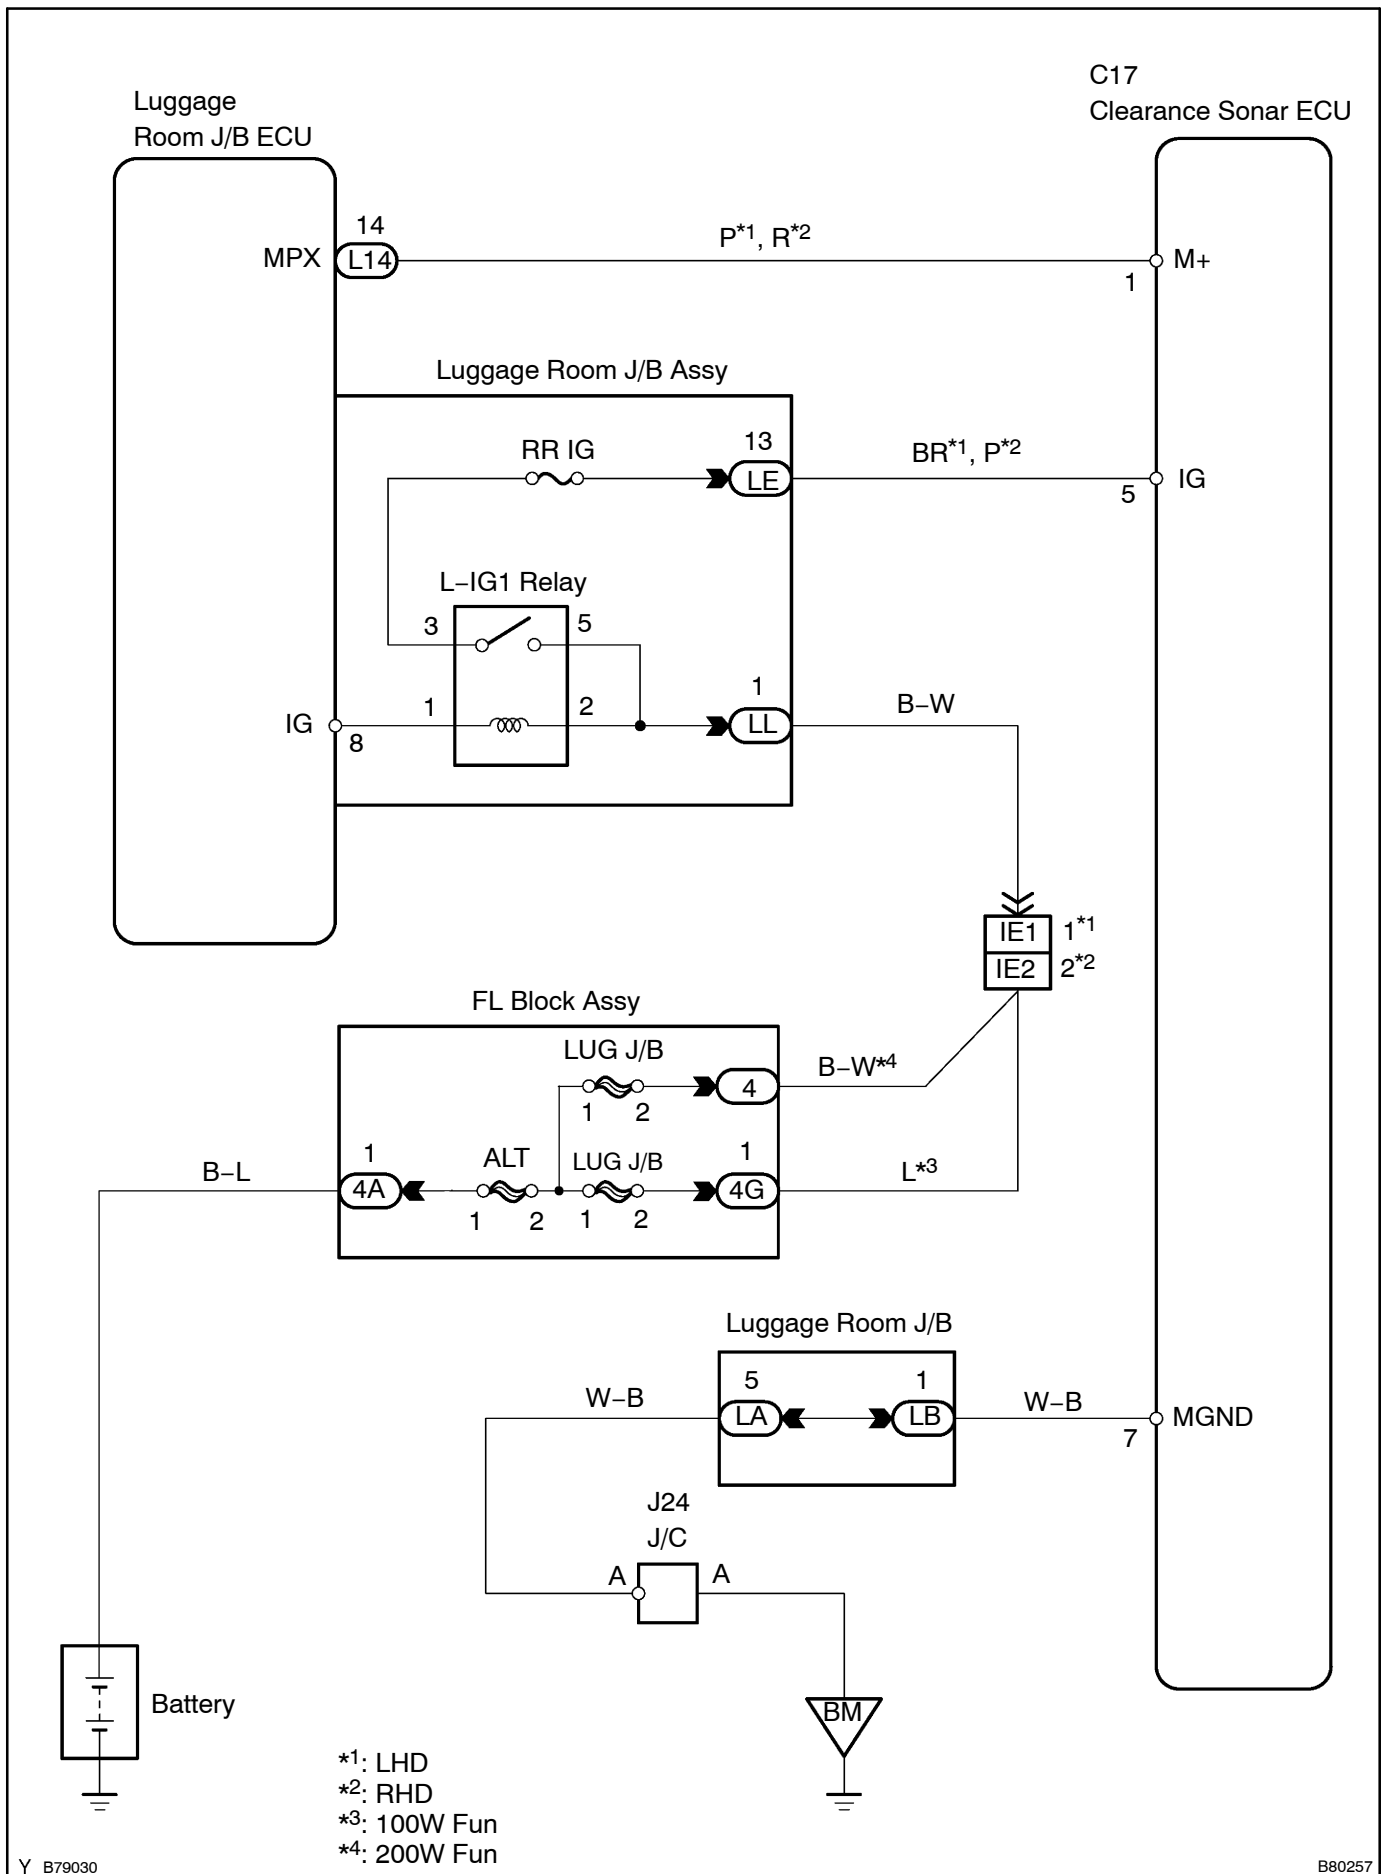 C17
Clearance Sonar ECU
Luggage
Room J/B ECU
14
MPX
L14
P*1, R*2
M+
1
Luggage Room J/B Assy
RR IG
13
LE
BR*1, P*2
IG
5
L–IG1 Relay
3
5
1
2
IG
8
1
LL
B–W
IE1
1*1
IE2
2*2
FL Block Assy
LUG J/B
4
B–W*4
1
2
B–L
1
4A
ALT
LUG J/B
1
4G
L*3
1
2
1
2
Luggage Room J/B
5
1
W–B
LA
LB
W–B
MGND
7
J24
J/C
A
A
BM
Battery
*1: LHD
*2: RHD
*3: 100W Fun
*4: 200W Fun
Y B79030
B80257